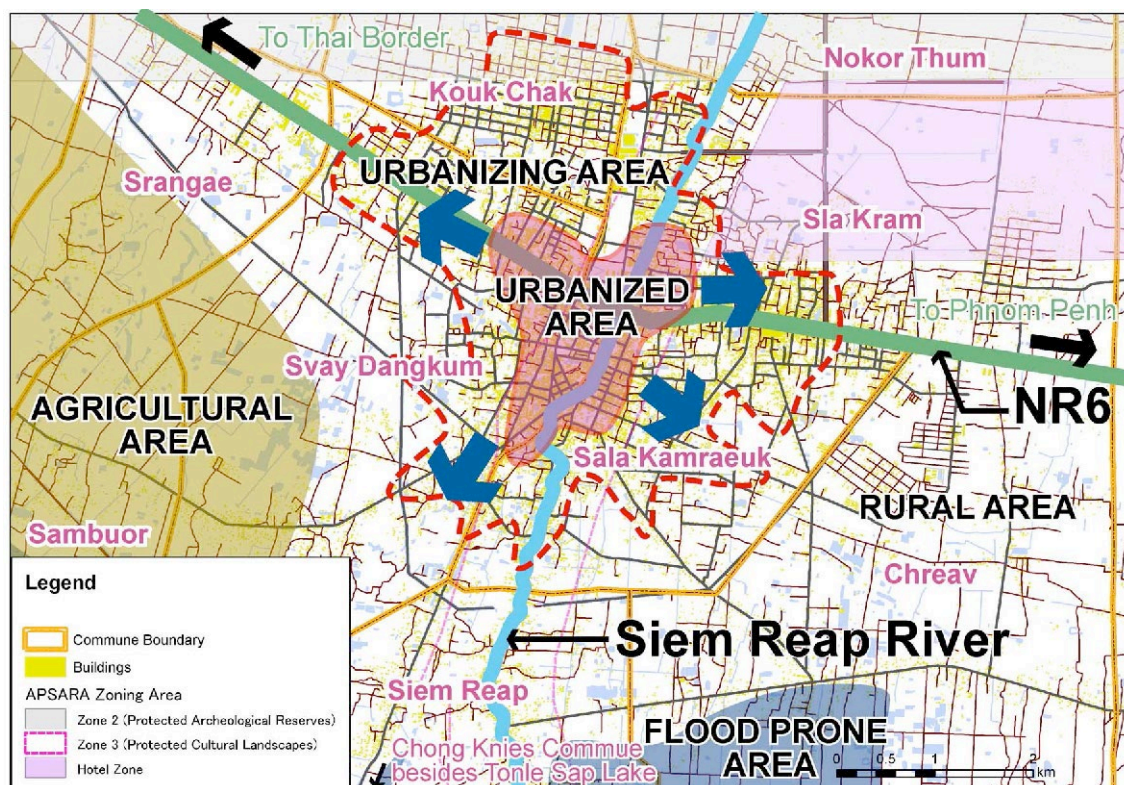 To Thai Border
Nokor Thum
Kouk Chak
URBANIZING AREA
Srangae
Sla Kram
URBANIZED
AREA
To Phnom Penh
Svay Dangkum
NR6
AGRICULTURAL
AREA
Sala Kamraeuk
RURAL AREA
Sambuor
Chreav
Legend
Commune Boundary
Buildings
APSARA Zoning Area
Zone 2 (Protected Archeological Reserves)
Zone 3 (Protected Cultural Landscapes)
Hotel Zone
Siem Reap River
Siem Reap
FLOOD PRONE
AREA
Chong Knies Commue
besides Tonle Sap Lake
0 0.5 1 2
km